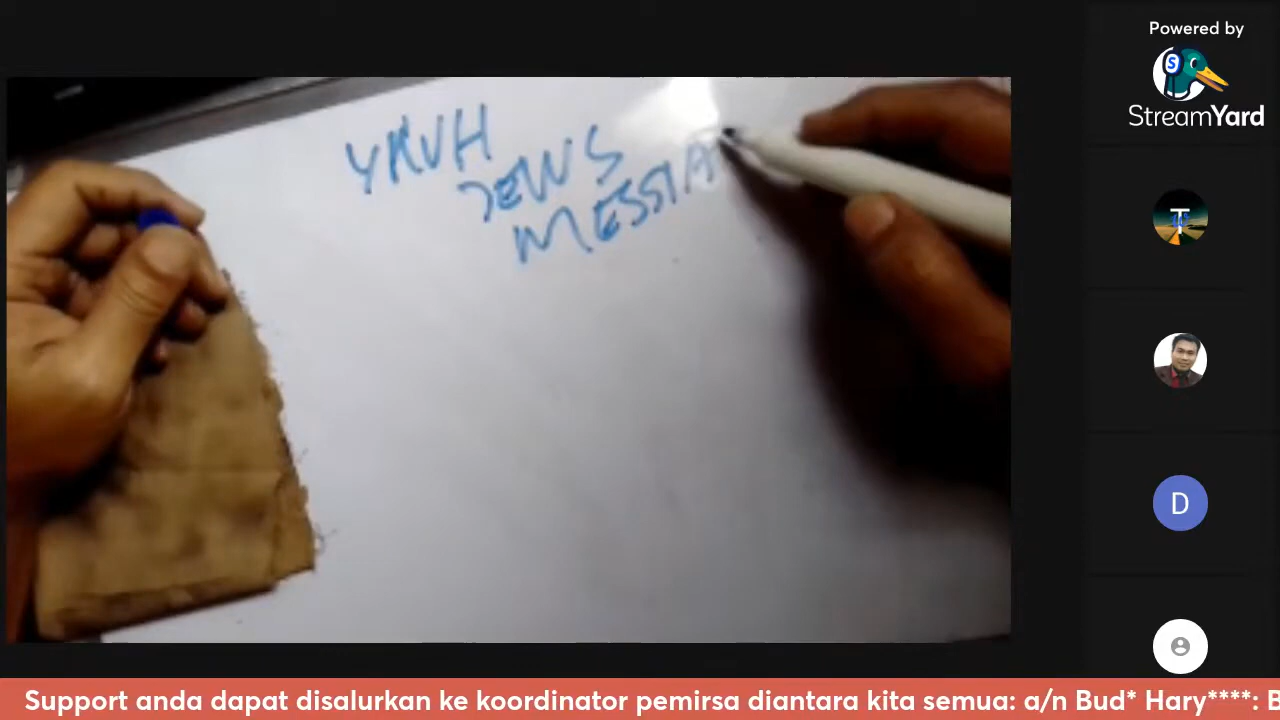 Powered by
StreamYard
YHVH
JEWS
MESSIA
T
D
Support anda dapat disalurkan ke koordinator pemirsa diantara kita semua: a/n Bud* Hary****: B